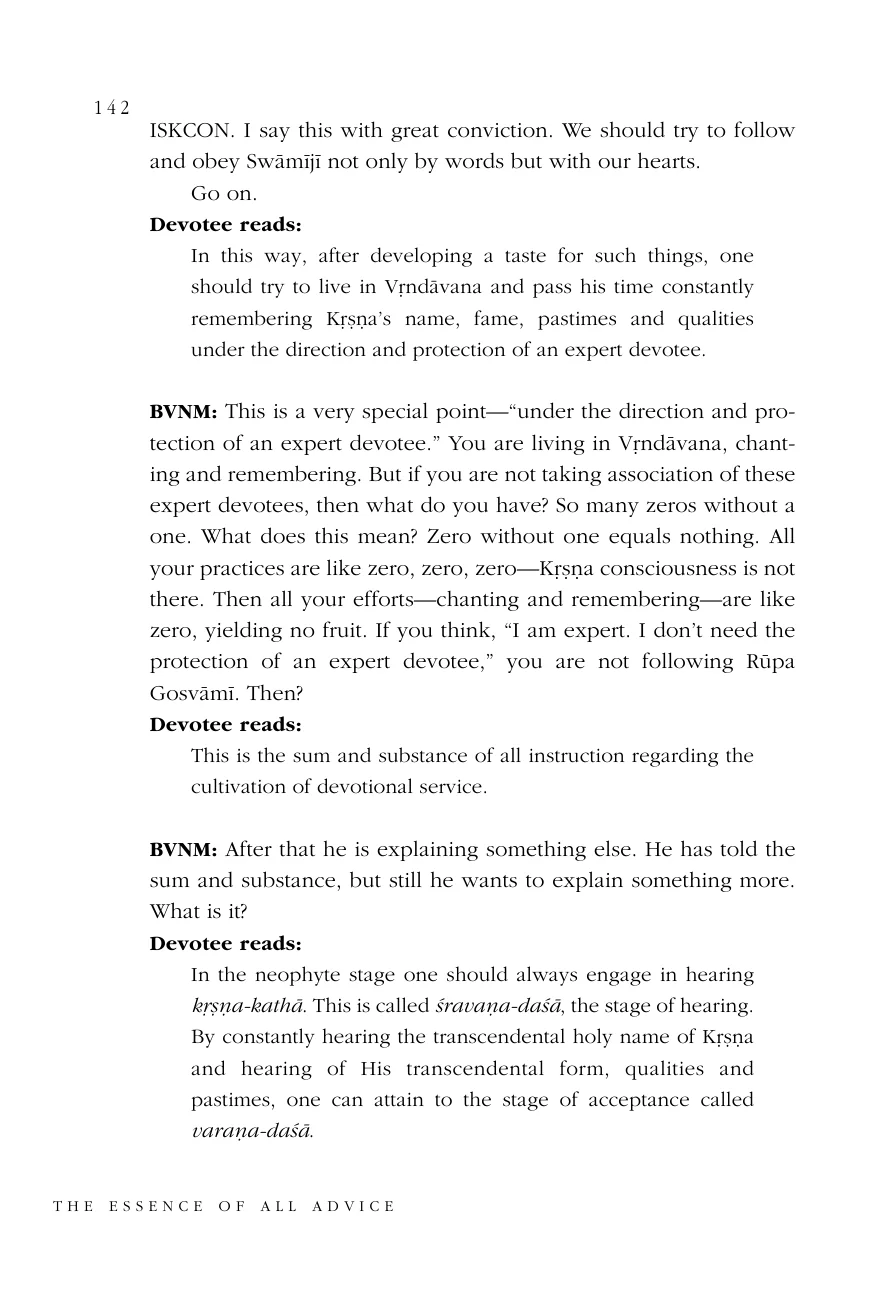 142
ISKCON. I say this with great conviction. We should try to follow
and obey Swāmījī not only by words but with our hearts.
Go on.
Devotee reads:
In this way, after developing a taste for such things, one
should try to live in Vṛndāvana and pass his time constantly
remembering Kṛṣṇa’s name, fame, pastimes and qualities
under the direction and protection of an expert devotee.
BVNM: This is a very special point—“under the direction and pro-
tection of an expert devotee.” You are living in Vṛndāvana, chant-
ing and remembering. But if you are not taking association of these
expert devotees, then what do you have? So many zeros without a
one. What does this mean? Zero without one equals nothing. All
your practices are like zero, zero, zero—Kṛṣṇa consciousness is not
there. Then all your efforts—chanting and remembering—are like
zero, yielding no fruit. If you think, “I am expert. I don’t need the
protection of an expert devotee,” you are not following Rūpa
Gosvāmī. Then?
Devotee reads:
This is the sum and substance of all instruction regarding the
cultivation of devotional service.
BVNM: After that he is explaining something else. He has told the
sum and substance, but still he wants to explain something more.
What is it?
Devotee reads:
In the neophyte stage one should always engage in hearing
kṛṣṇa-kathā. This is called śravaṇa-daśā, the stage of hearing.
By constantly hearing the transcendental holy name of Kṛṣṇa
and hearing of His transcendental form, qualities and
pastimes, one can attain to the stage of acceptance called
varaṇa-daśā.
THE ESSENCE OF ALL ADVICE